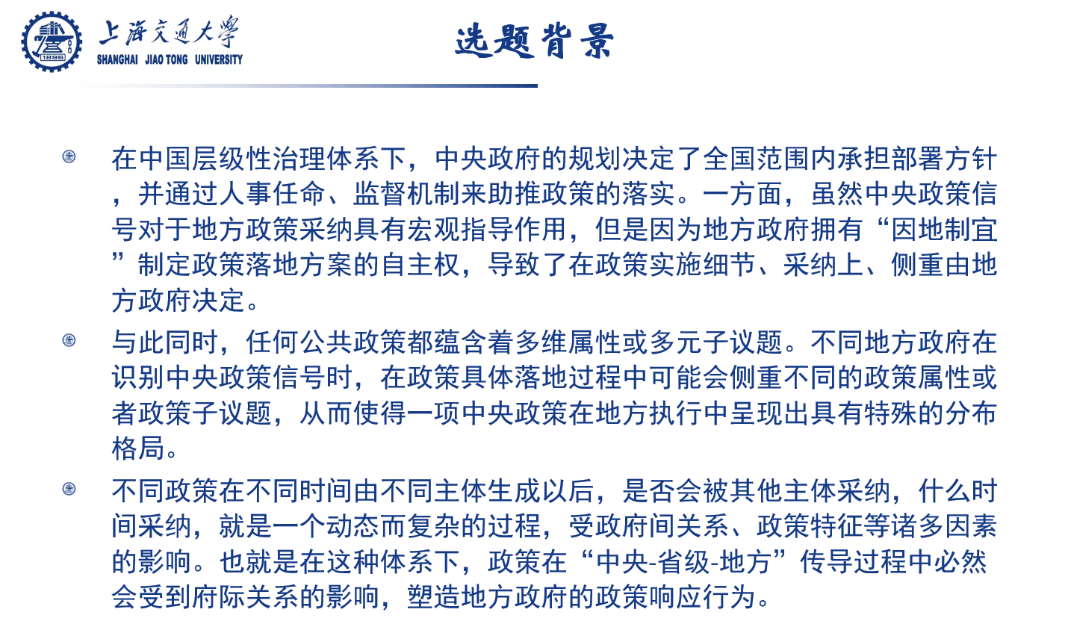 上海交通大学
SHANGHAI JIAO TONG UNIVERSITY
选题背景
在中国层级性治理体系下，中央政府的规划决定了全国范围内承担部署方针
，并通过人事任命、监督机制来助推政策的落实。一方面，虽然中央政策信
号对于地方政策采纳具有宏观指导作用，但是因为地方政府拥有“因地制宜
”制定政策落地方案的自主权，导致了在政策实施细节、采纳上、侧重由地
方政府决定。
与此同时，任何公共政策都蕴含着多维属性或多元子议题。不同地方政府在
识别中央政策信号时，在政策具体落地过程中可能会侧重不同的政策属性或
者政策子议题，从而使得一项中央政策在地方执行中呈现出具有特殊的分布
格局。
不同政策在不同时间由不同主体生成以后，是否会被其他主体采纳，什么时
间采纳，就是一个动态而复杂的过程，受政府间关系、政策特征等诸多因素
的影响。也就是在这种体系下，政策在“中央-省级-地方”传导过程中必然
会受到府际关系的影响，塑造地方政府的政策响应行为。